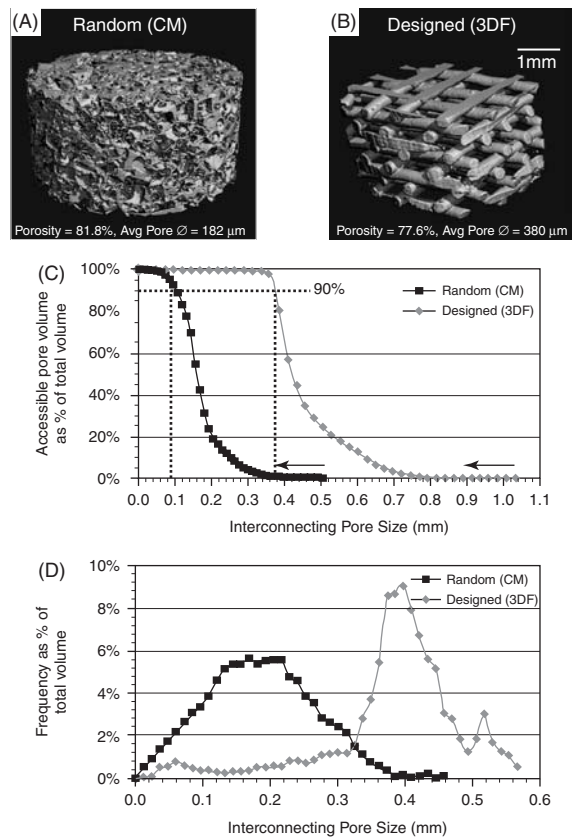 (A) Random (CM)
Porosity = 81.8%, Avg Pore Ø = 182 µm
(B) Designed (3DF)
1mm
Porosity = 77.6%, Avg Pore Ø = 380 µm
(C)
Accessible pore volume
as % of total volume
100%
80%
60%
40%
20%
0%
90%
Random (CM)
Designed (3DF)
0.0 0.1 0.2 0.3 0.4 0.5 0.6 0.7 0.8 0.9 1.0 1.1
Interconnecting Pore Size (mm)
(D)
Frequency as % of
total volume
10%
8%
6%
4%
2%
0%
Random (CM)
Designed (3DF)
0.0 0.1 0.2 0.3 0.4 0.5 0.6
Interconnecting Pore Size (mm)